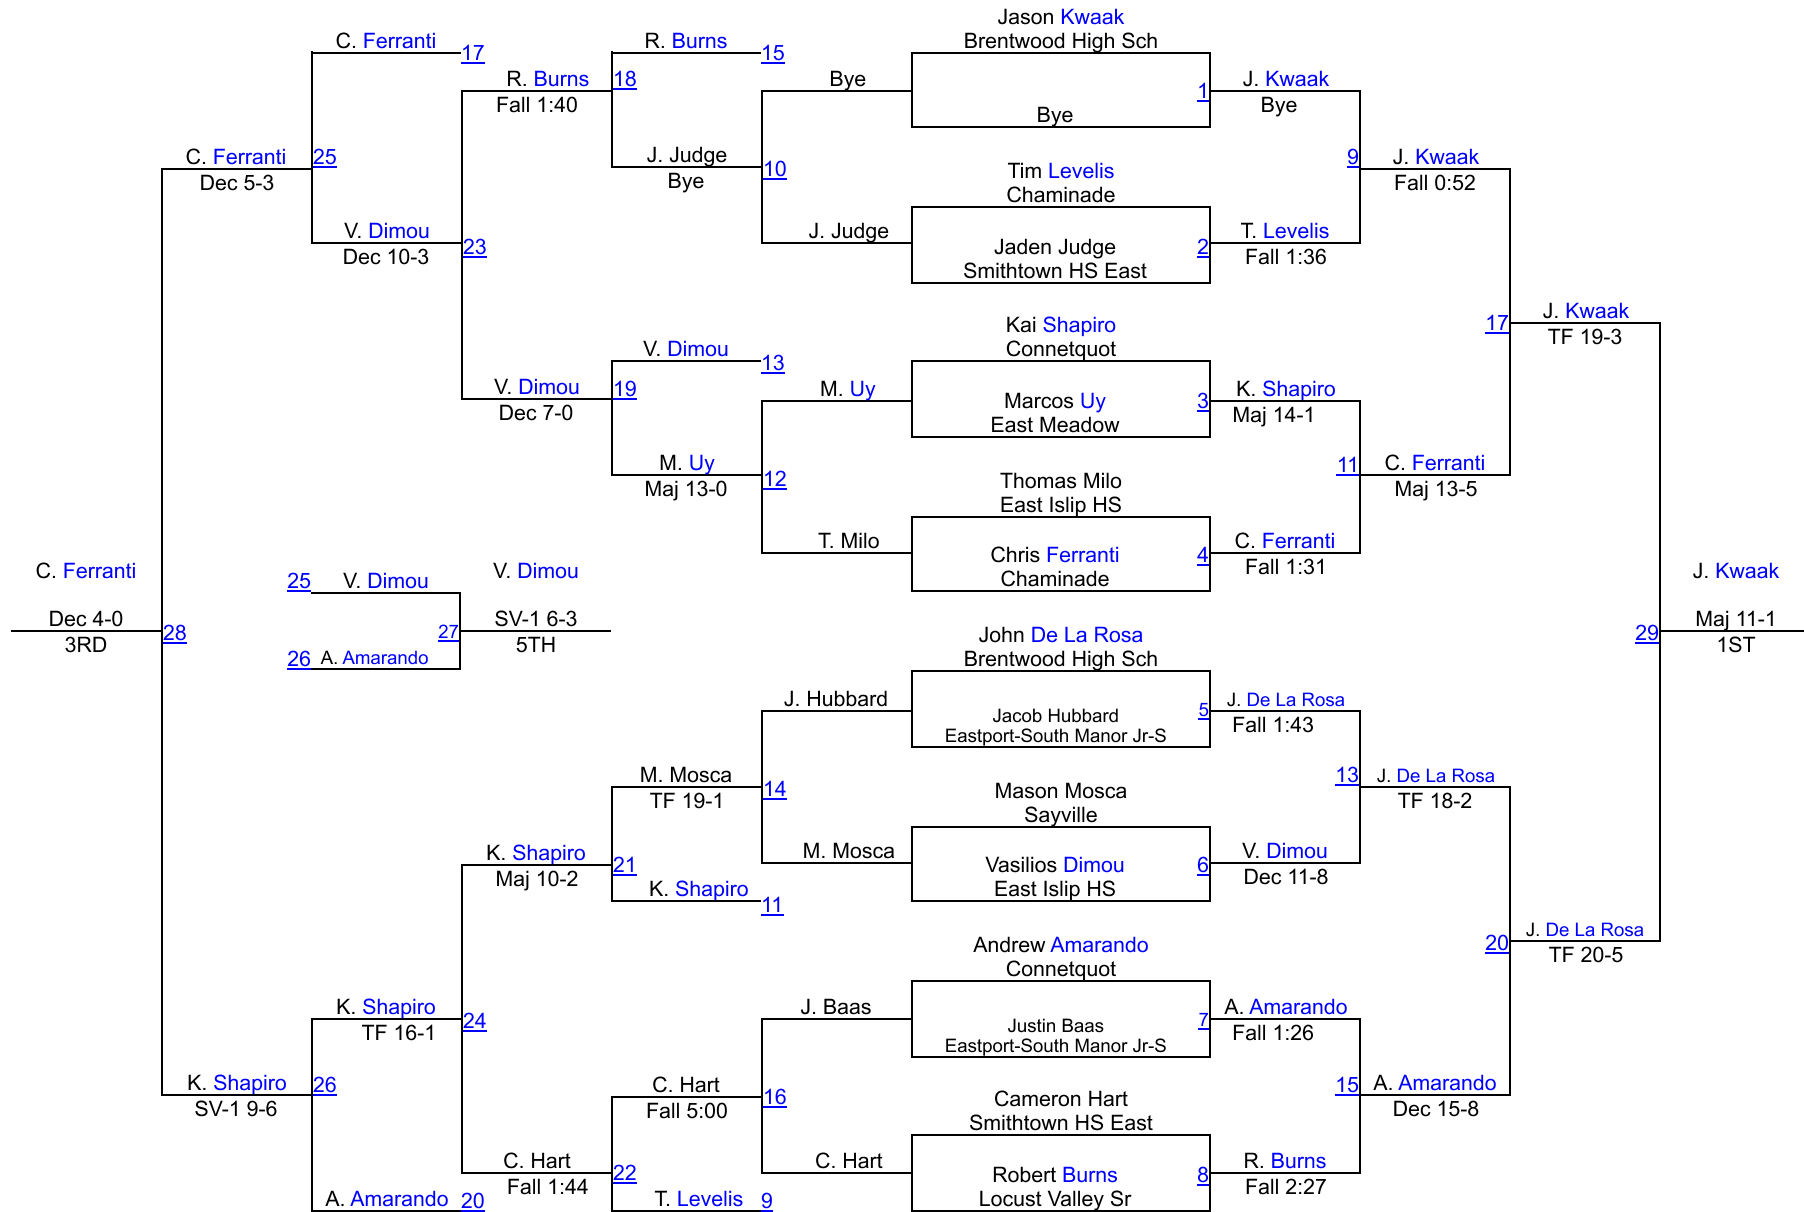 Jason Kwaak
C. Ferranti
R. Burns
Brentwood High Sch
17
15
R. Burns
18
Bye
1
J. Kwaak
Fall 1:40
Bye
Bye
C. Ferranti
25
J. Judge
10
9
J. Kwaak
Dec 5-3
Bye
Tim Levelis
Fall 0:52
Chaminade
V. Dimou
J. Judge
T. Levelis
Dec 10-3
23
Jaden Judge
2
Fall 1:36
Smithtown HS East
Kai Shapiro
17
J. Kwaak
V. Dimou
Connetquot
TF 19-3
13
V. Dimou
19
M. Uy
Marcos Uy
3
K. Shapiro
Dec 7-0
East Meadow
Maj 14-1
M. Uy
12
11
C. Ferranti
Maj 13-0
Thomas Milo
Maj 13-5
East Islip HS
T. Milo
Chris Ferranti
4
C. Ferranti
C. Ferranti
25
V. Dimou
V. Dimou
Chaminade
Fall 1:31
J. Kwaak
Dec 4-0
28
27
SV-1 6-3
John De La Rosa
29
Maj 11-1
3RD
26
A. Amarando
5TH
Brentwood High Sch
1ST
J. Hubbard
Jacob Hubbard
5
J. De La Rosa
Eastport-South Manor Jr-S
Fall 1:43
M. Mosca
14
Mason Mosca
13
J. De La Rosa
TF 19-1
Sayville
TF 18-2
K. Shapiro
21
M. Mosca
Vasilios Dimou
6
V. Dimou
Maj 10-2
K. Shapiro
11
East Islip HS
Dec 11-8
Andrew Amarando
20
J. De La Rosa
Connetquot
TF 20-5
K. Shapiro
24
J. Baas
Justin Baas
7
A. Amarando
TF 16-1
Eastport-South Manor Jr-S
Fall 1:26
K. Shapiro
26
C. Hart
16
Cameron Hart
15
A. Amarando
SV-1 9-6
Fall 5:00
Smithtown HS East
Dec 15-8
C. Hart
22
C. Hart
Robert Burns
8
R. Burns
Fall 1:44
Locust Valley Sr
Fall 2:27
A. Amarando
20
T. Levelis
9